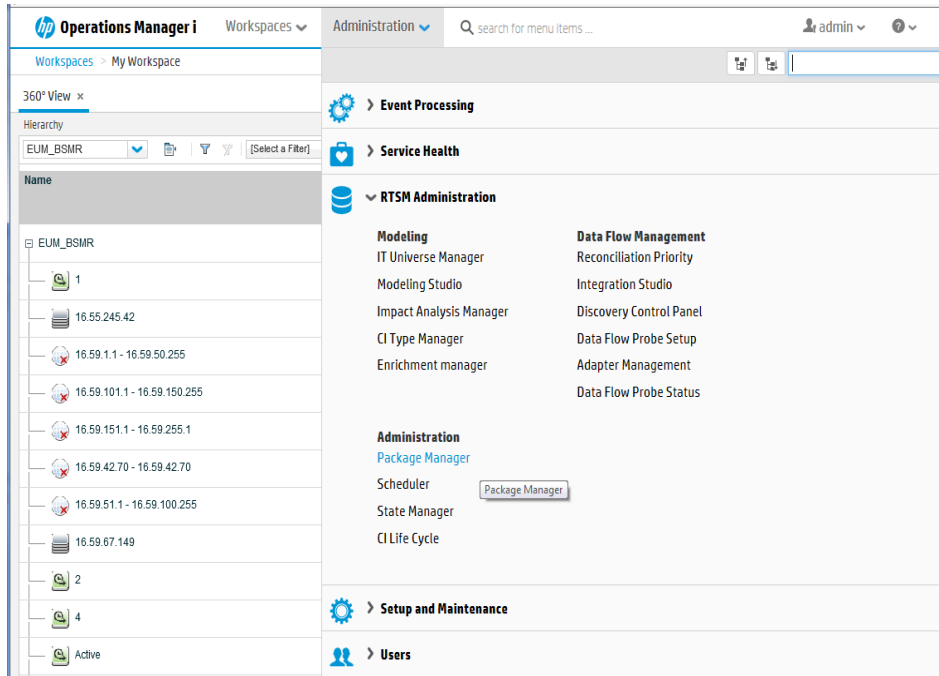 hp Operations Manager i Workspaces Administration search for menu items ... admin ?
Workspaces > My Workspace
360° View ×
Hierarchy
EUM_BSMR [Select a Filter]
Name
EUM_BSMR
1
16.55.245.42
16.59.1.1 - 16.59.50.255
16.59.101.1 - 16.59.150.255
16.59.151.1 - 16.59.255.1
16.59.42.70 - 16.59.42.70
16.59.51.1 - 16.59.100.255
16.59.67.149
2
4
Active
Event Processing
Service Health
RTSM Administration
Modeling
IT Universe Manager
Modeling Studio
Impact Analysis Manager
CI Type Manager
Enrichment manager
Data Flow Management
Reconciliation Priority
Integration Studio
Discovery Control Panel
Data Flow Probe Setup
Adapter Management
Data Flow Probe Status
Administration
Package Manager
Package Manager
Scheduler
State Manager
CI Life Cycle
Setup and Maintenance
Users